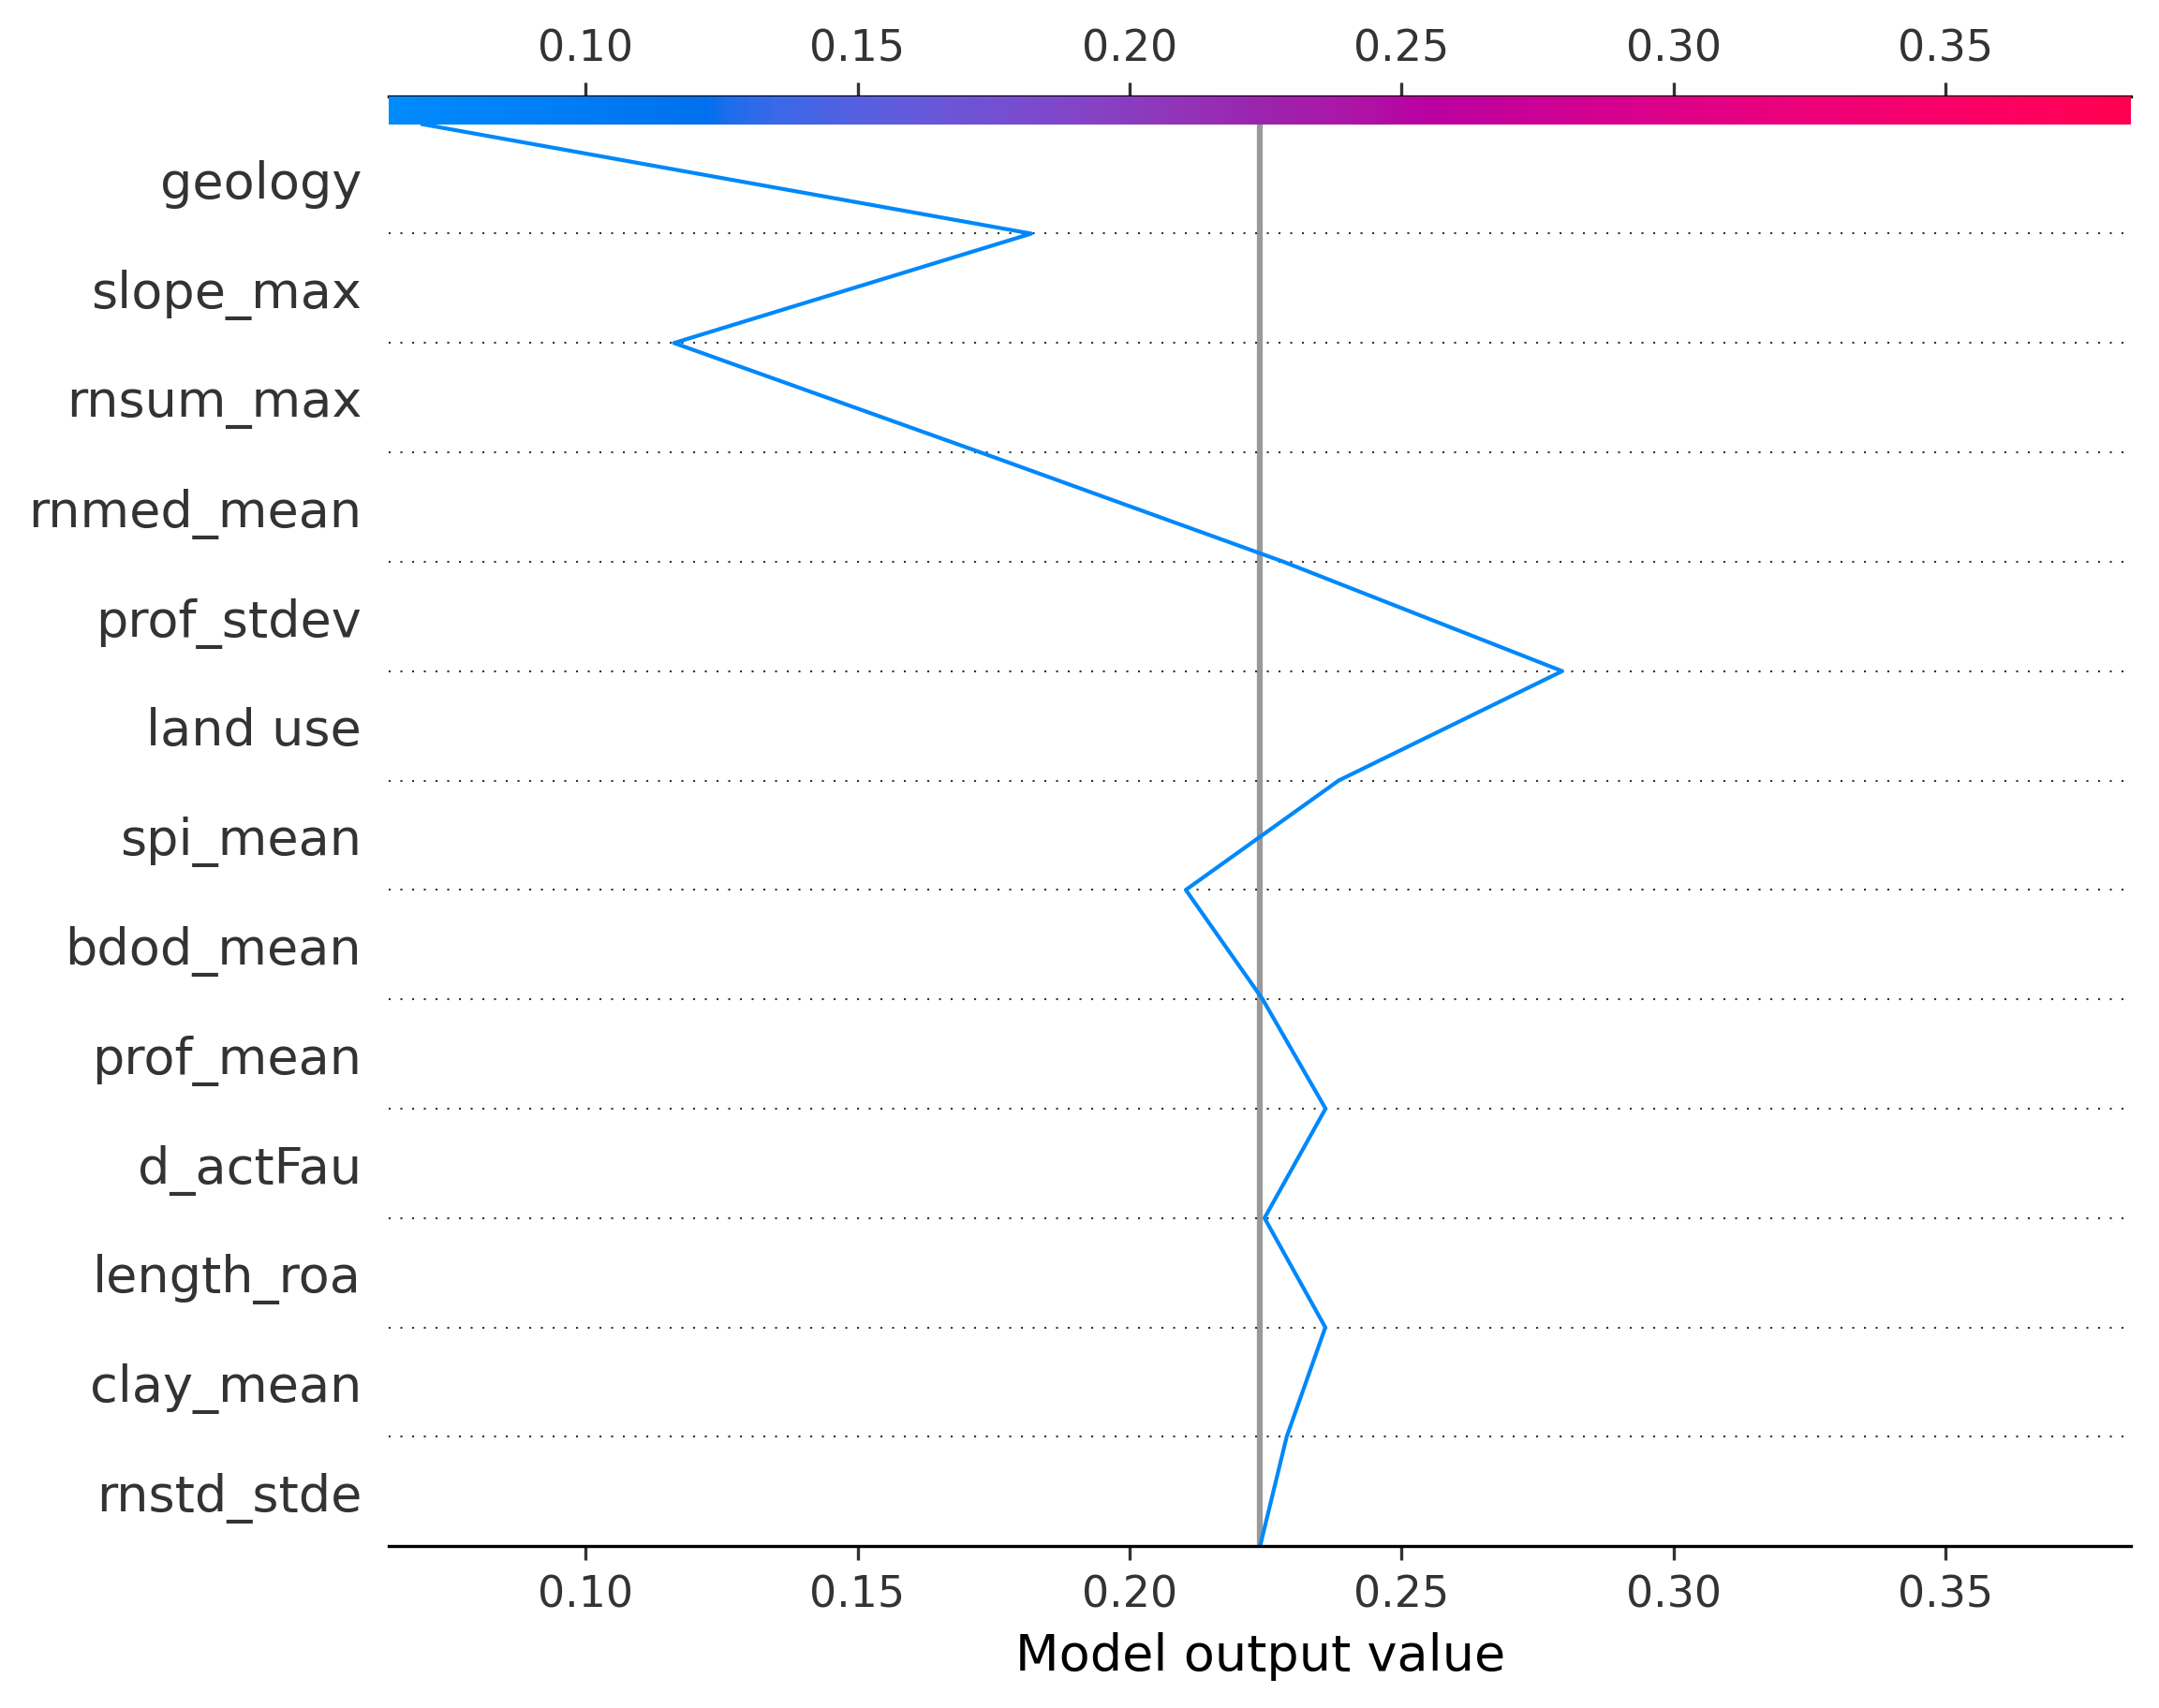 0.10 0.15 0.20 0.25 0.30 0.35
geology
slope_max
rnsum_max
rnmed_mean
prof_stdev
land use
spi_mean
bdod_mean
prof_mean
d_actFau
length_roa
clay_mean
rnstd_stde
0.10 0.15 0.20 0.25 0.30 0.35
Model output value